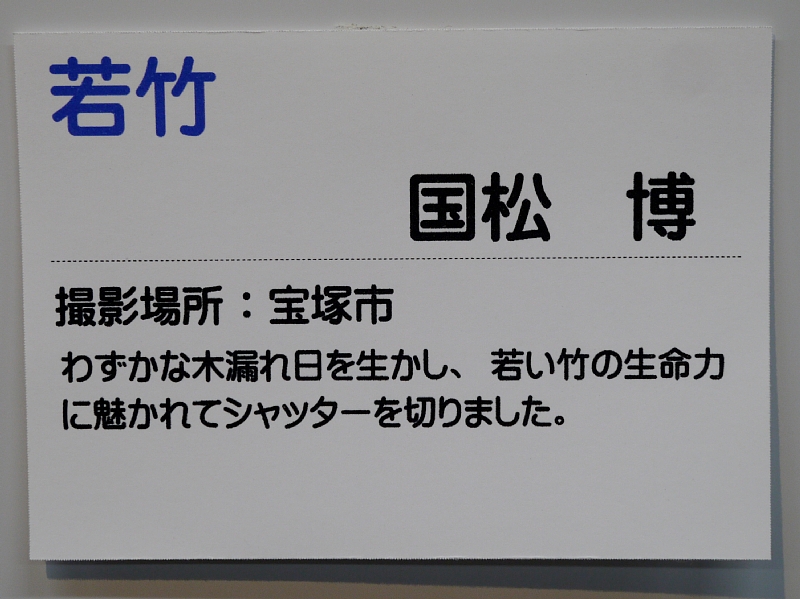 若竹
国松　博
撮影場所：宝塚市
わずかな木漏れ日を生かし、若い竹の生命力
に魅かれてシャッターを切りました。